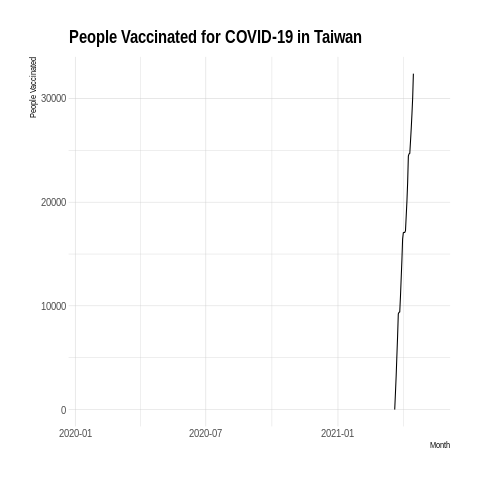 People Vaccinated for COVID-19 in Taiwan
People Vaccinated
30000
20000
10000
0
2020-01 2020-07 2021-01
Month